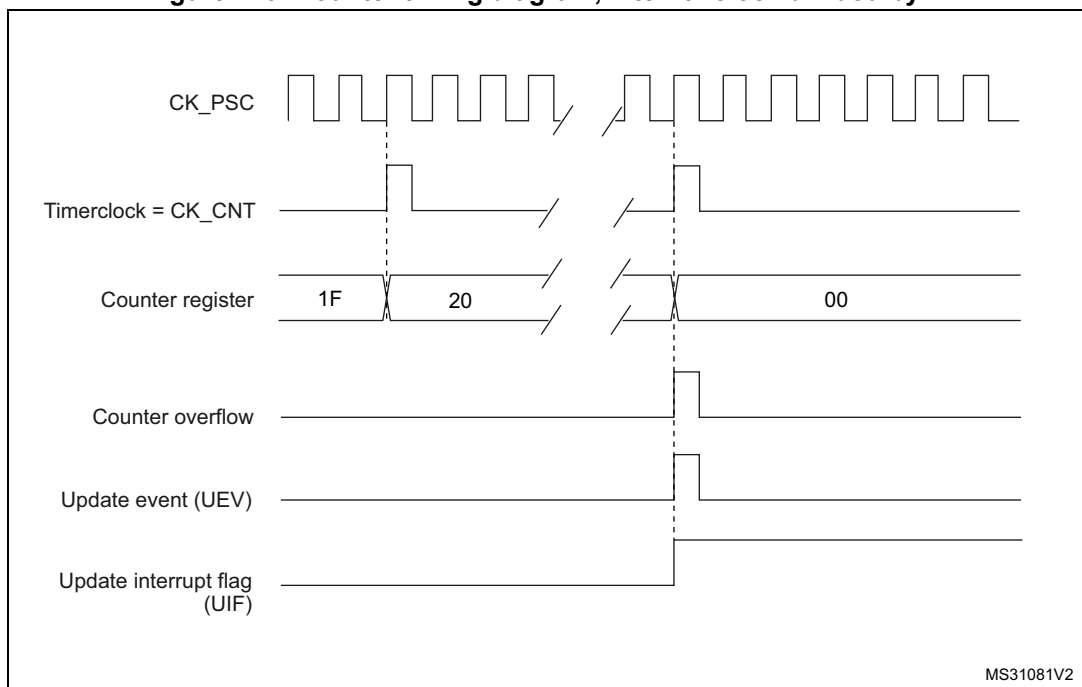 CK_PSC
Timerclock = CK_CNT
Counter register
1F
20
00
Counter overflow
Update event (UEV)
Update interrupt flag
(UIF)
MS31081V2